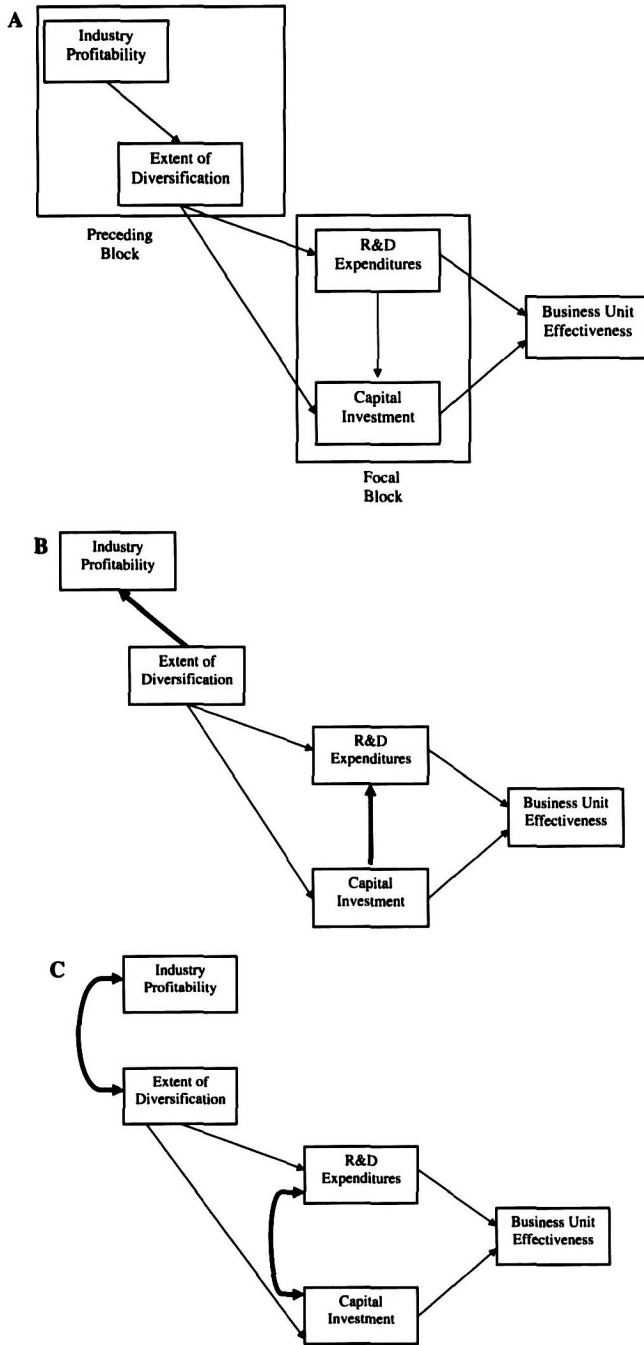 A
Industry
Profitability
Extent of
Diversification
Preceding
Block
R&D
Expenditures
Business Unit
Effectiveness
Capital
Investment
Focal
Block
B
Industry
Profitability
Extent of
Diversification
R&D
Expenditures
Business Unit
Effectiveness
Capital
Investment
C
Industry
Profitability
Extent of
Diversification
R&D
Expenditures
Business Unit
Effectiveness
Capital
Investment